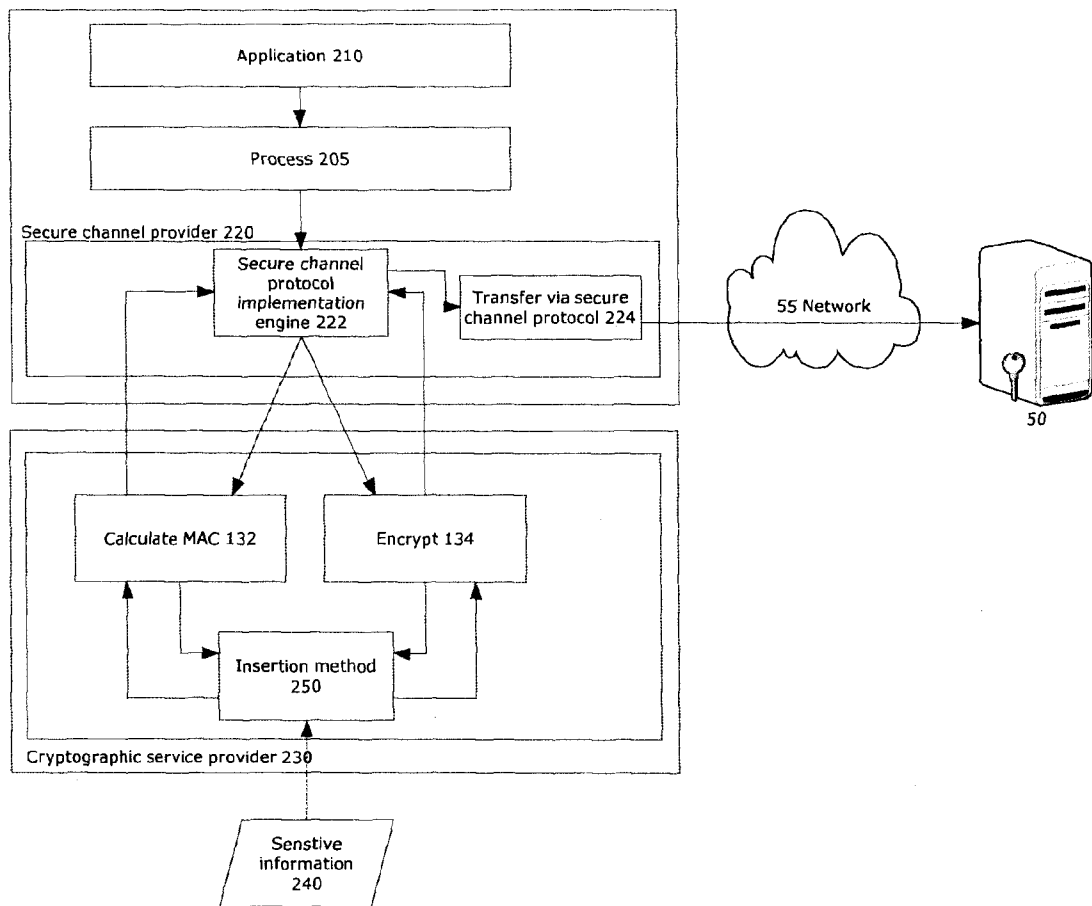 Application 210
Process 205
Secure channel provider 220
Secure channel
protocol
implementation
engine 222
Transfer via secure
channel protocol 224
55 Network
50
Calculate MAC 132
Encrypt 134
Insertion method
250
Cryptographic service provider 230
Senstive
information
240